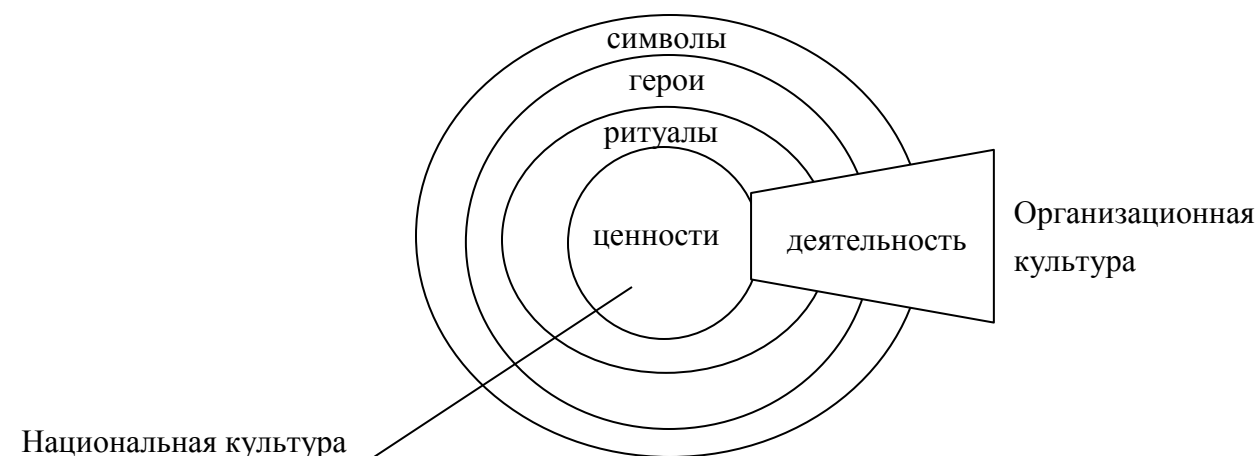 символы
герои
ритуалы
ценности
деятельность
Организационная
культура
Национальная культура